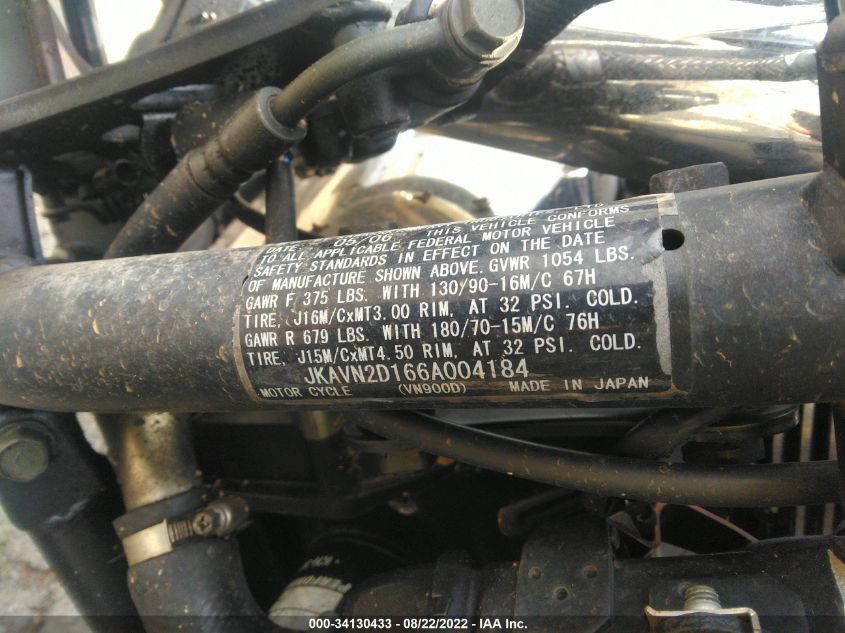 DATE: 05/06 THIS VEHICLE CONFORMS
TO ALL APPLICABLE FEDERAL MOTOR VEHICLE
SAFETY STANDARDS IN EFFECT ON THE DATE
OF MANUFACTURE SHOWN ABOVE. GVWR 1054 LBS.
GAWR F 375 LBS. WITH 130/90-16M/C 67H
TIRE, J16M/CxMT3.00 RIM, AT 32 PSI. COLD.
GAWR R 679 LBS. WITH 180/70-15M/C 76H
TIRE, J15M/CxMT4.50 RIM, AT 32 PSI. COLD.
JKAVN2D166A004184
MOTOR CYCLE (VN900D) MADE IN JAPAN
000-34130433 - 08/22/2022 - IAA Inc.